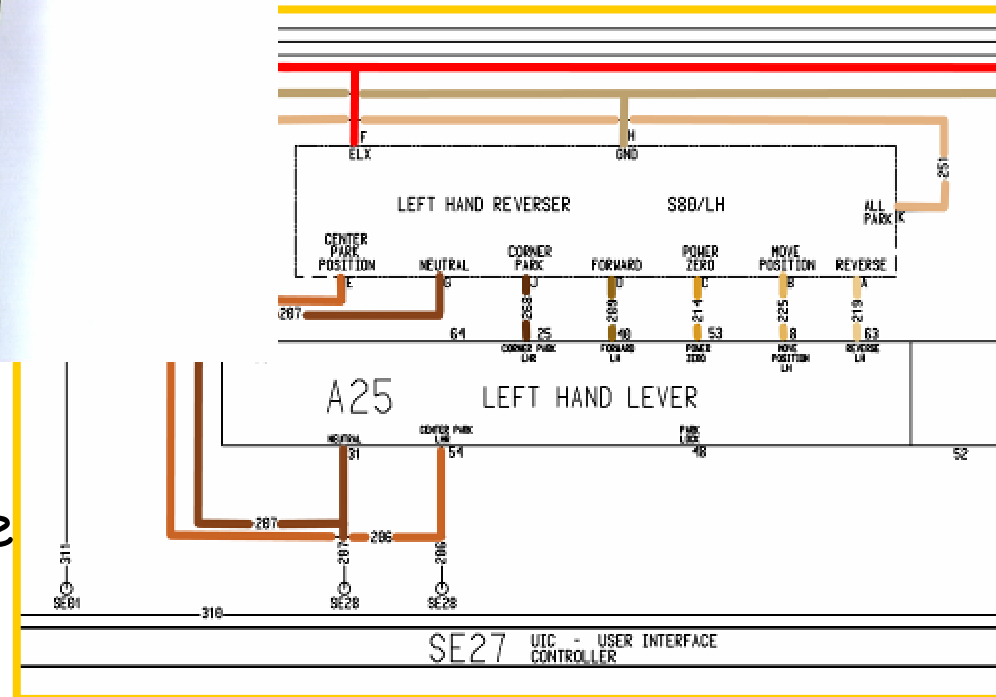 F
H
ELX
GND
251
LEFT HAND REVERSER
S80/LH
ALL
PARK
K
CENTER
PARK
POSITION
NEUTRAL
CORNER
PARK
FORWARD
POWER
ZERO
MOVE
POSITION
REVERSE
E
G
J
D
C
B
A
287
268
209
214
225
219
64
25
40
53
8
63
CORNER PARK
LHR
FORWARD
LH
POWER
ZERO
MOVE
POSITION
LH
REVERSE
LH
A25
LEFT HAND LEVER
NEUTRAL
CENTER PARK
LHR
PARK
LOCK
31
54
48
52
e
287
286
311
287
286
SE01
SE28
SE28
310
SE27
UIC - USER INTERFACE
CONTROLLER